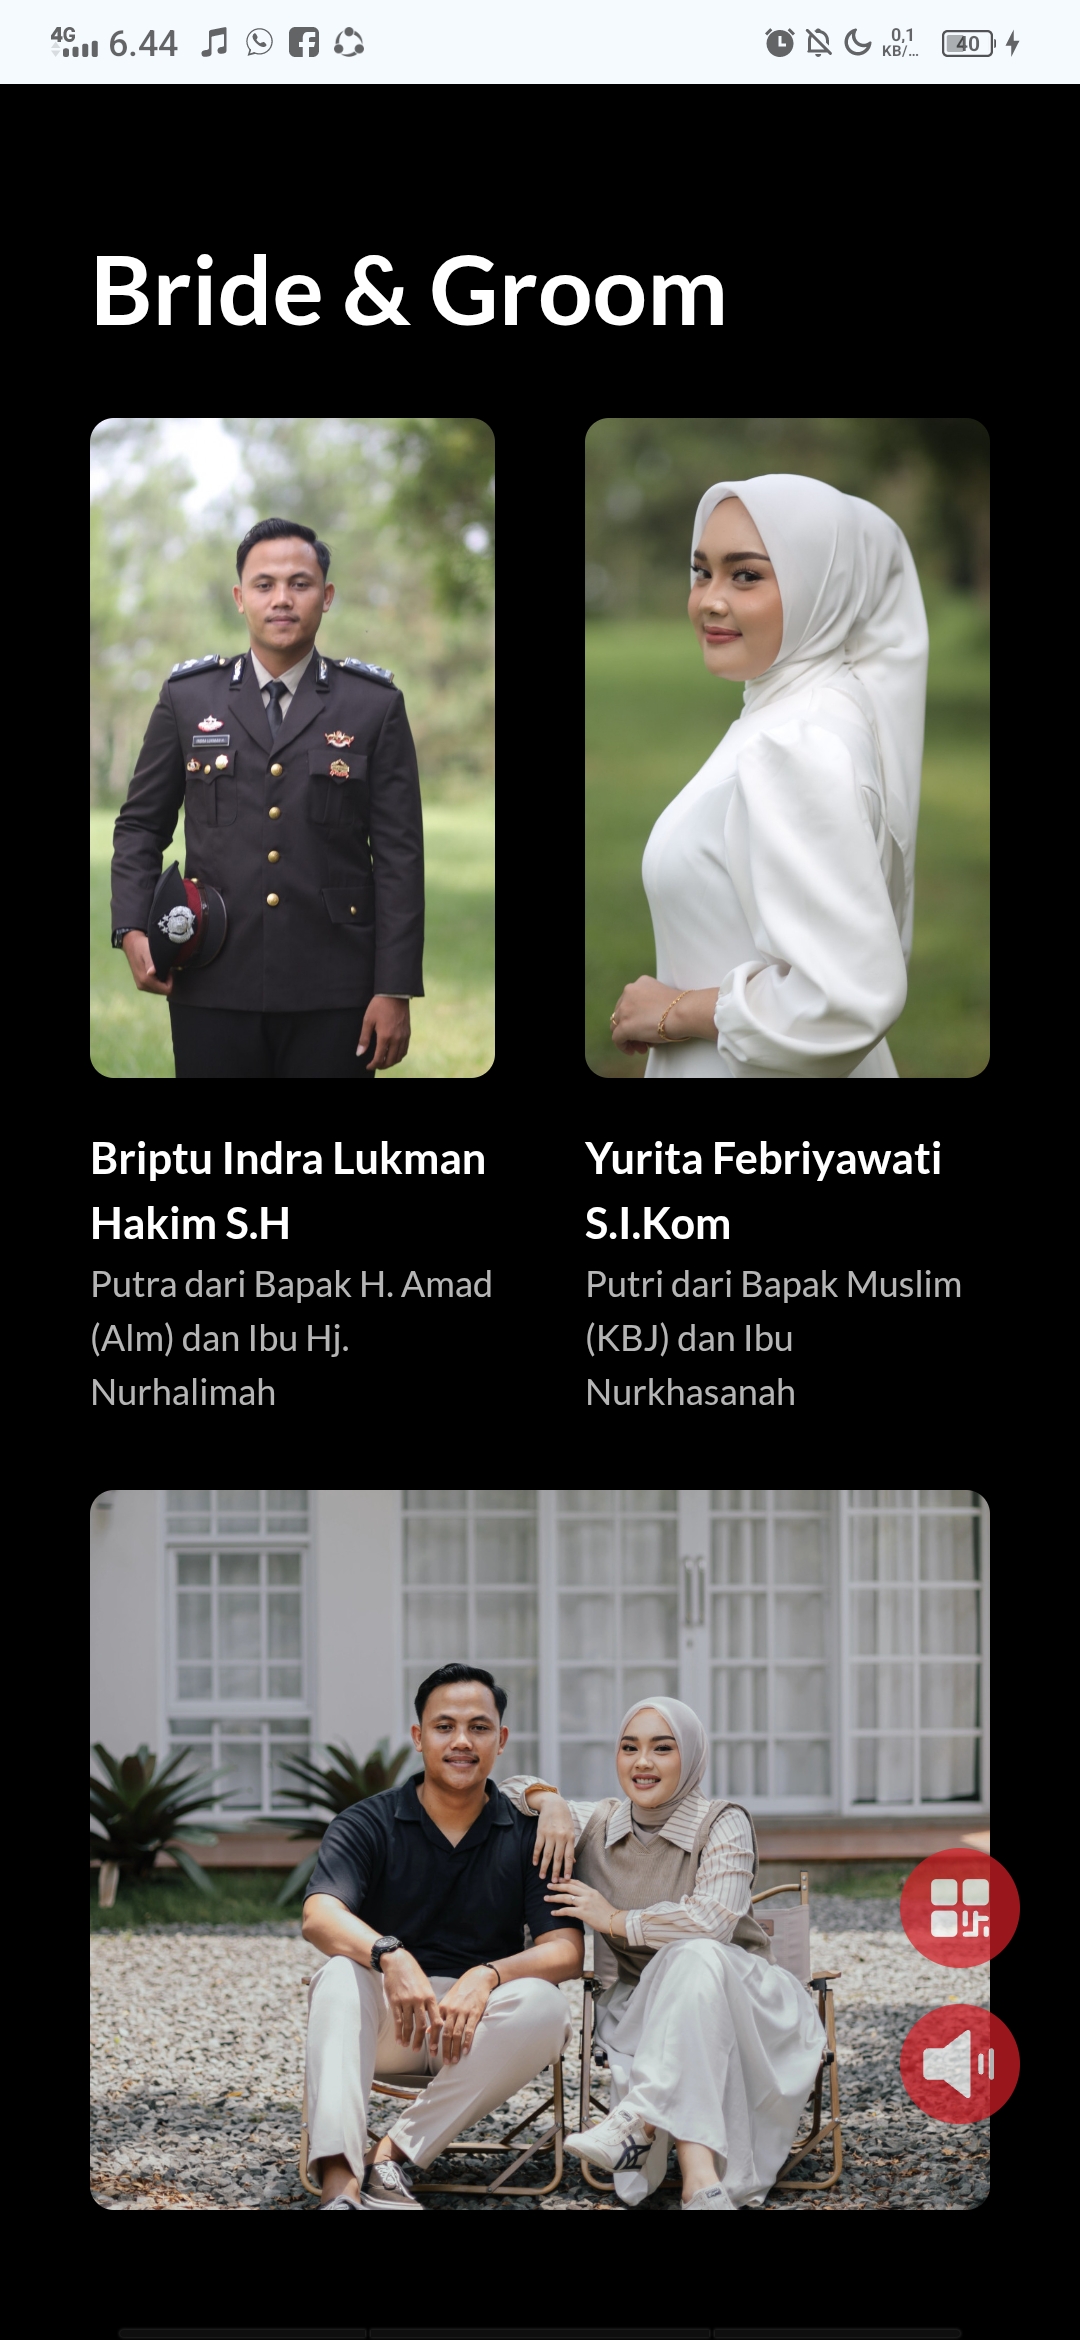 4G 6.44 0,1
KB/... 40
Bride & Groom
Briptu Indra Lukman
Hakim S.H
Putra dari Bapak H. Amad
(Alm) dan Ibu Hj.
Nurhalimah
Yurita Febriyawati
S.I.Kom
Putri dari Bapak Muslim
(KBJ) dan Ibu
Nurkhasanah